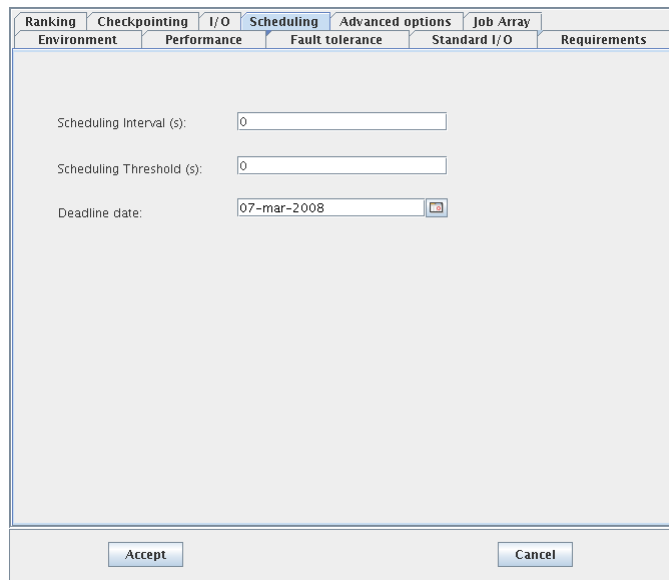 Ranking Checkpointing I/O Scheduling Advanced options Job Array
Environment Performance Fault tolerance Standard I/O Requirements
Scheduling Interval (s): 0
Scheduling Threshold (s): 0
Deadline date: 07-mar-2008
Accept Cancel